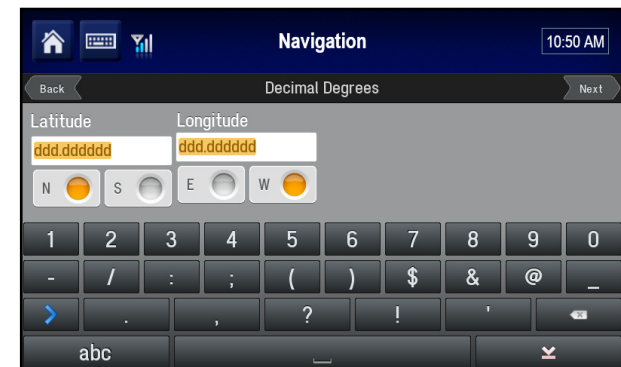 Navigation
10:50 AM
Back
Decimal Degrees
Next
Latitude
Longitude
ddd.dddddd
ddd.dddddd
N
S
E
W
1 2 3 4 5 6 7 8 9 0
- / : ; ( ) $ & @ _
. , ? ! '
abc